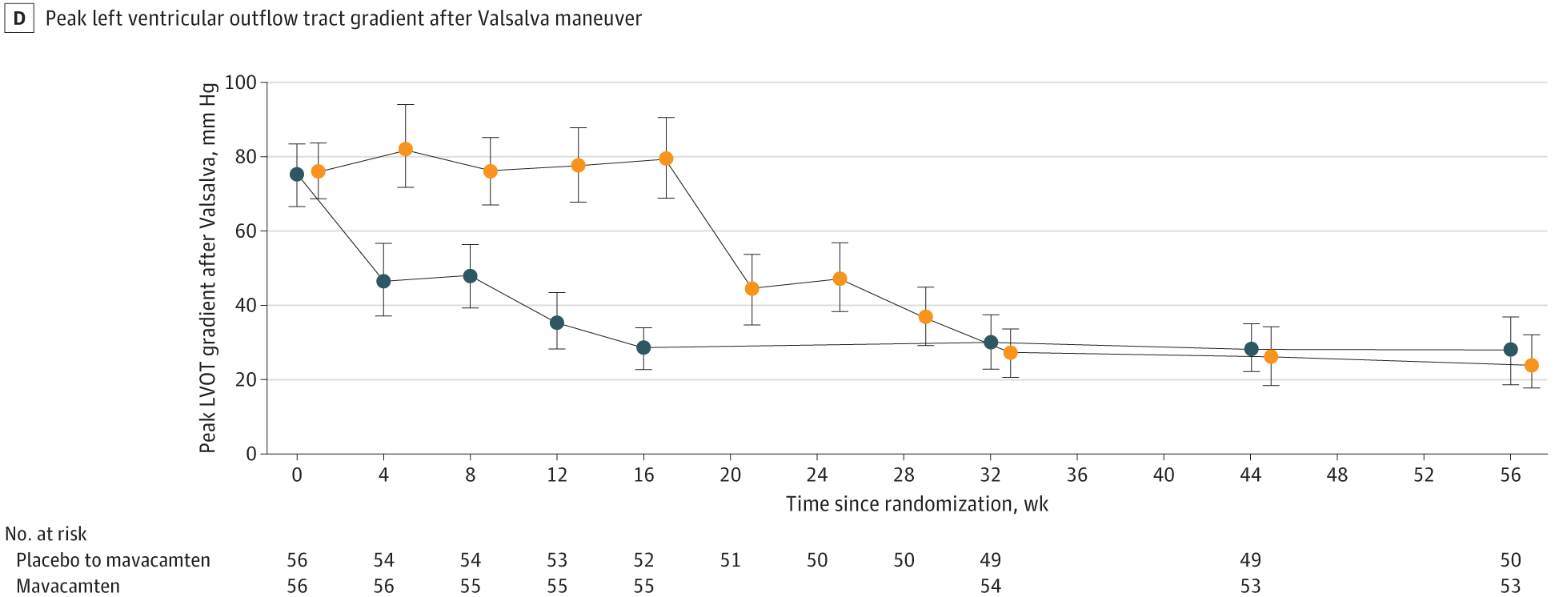 D Peak left ventricular outflow tract gradient after Valsalva maneuver
Peak LVOT gradient after Valsalva, mm Hg
100
80
60
40
20
0
0 4 8 12 16 20 24 28 32 36 40 44 48 52 56
Time since randomization, wk
No. at risk
Placebo to mavacamten 56 54 54 53 52 51 50 50 49 49 50
Mavacamten 56 56 55 55 55 54 53 53